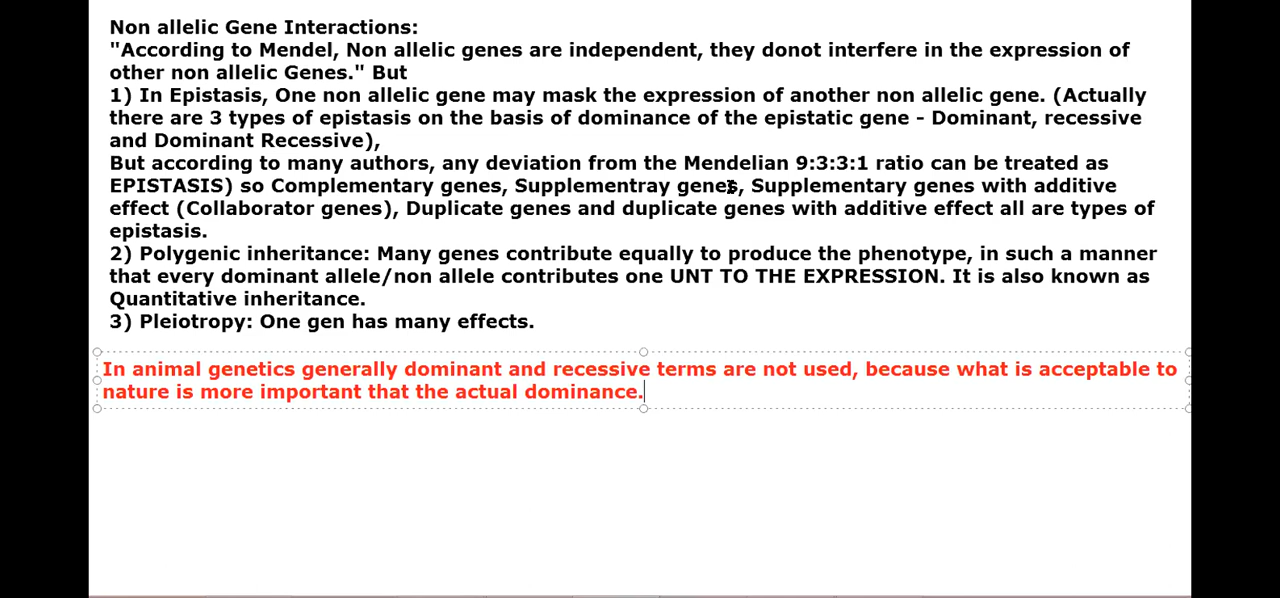 Non allelic Gene Interactions:
"According to Mendel, Non allelic genes are independent, they donot interfere in the expression of
other non allelic Genes." But
1) In Epistasis, One non allelic gene may mask the expression of another non allelic gene. (Actually
there are 3 types of epistasis on the basis of dominance of the epistatic gene - Dominant, recessive
and Dominant Recessive),
But according to many authors, any deviation from the Mendelian 9:3:3:1 ratio can be treated as
EPISTASIS) so Complementary genes, Supplementray genes, Supplementary genes with additive
effect (Collaborator genes), Duplicate genes and duplicate genes with additive effect all are types of
epistasis.
2) Polygenic inheritance: Many genes contribute equally to produce the phenotype, in such a manner
that every dominant allele/non allele contributes one UNT TO THE EXPRESSION. It is also known as
Quantitative inheritance.
3) Pleiotropy: One gen has many effects.
In animal genetics generally dominant and recessive terms are not used, because what is acceptable to
nature is more important that the actual dominance.